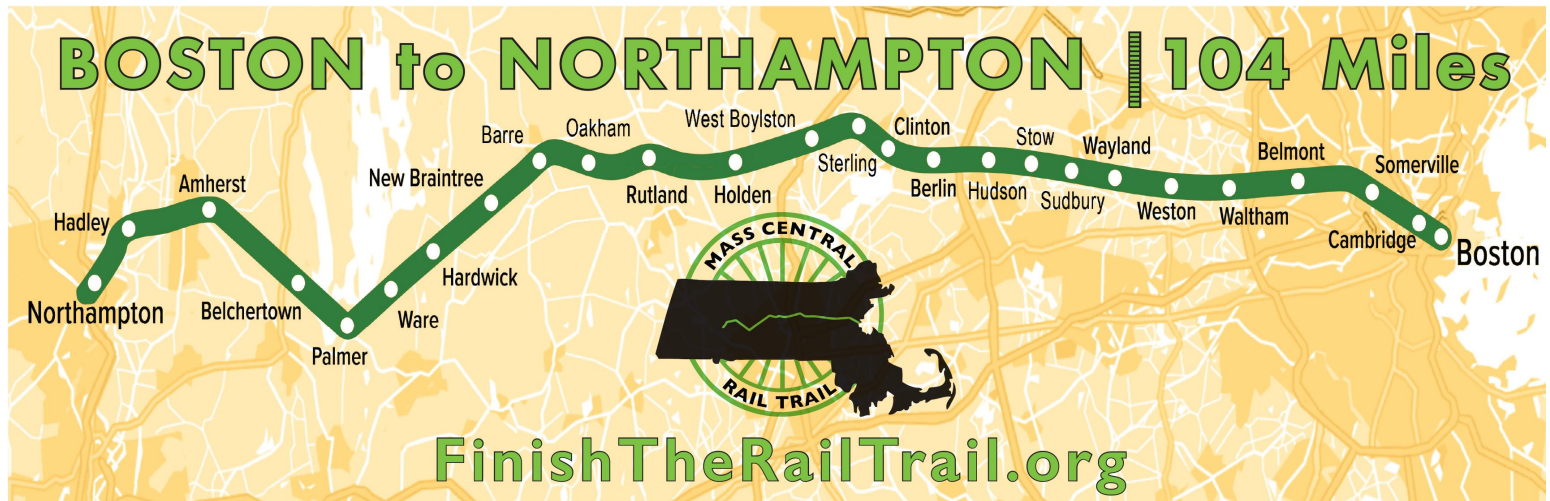 BOSTON to NORTHAMPTON | 104 Miles
Northampton
Hadley
Amherst
Belchertown
Palmer
Ware
Hardwick
New Braintree
Barre
Oakham
Rutland
Holden
West Boylston
Sterling
Clinton
Berlin
Hudson
Stow
Sudbury
Wayland
Weston
Waltham
Belmont
Somerville
Cambridge
Boston
MASS CENTRAL
RAIL TRAIL
FinishTheRailTrail.org